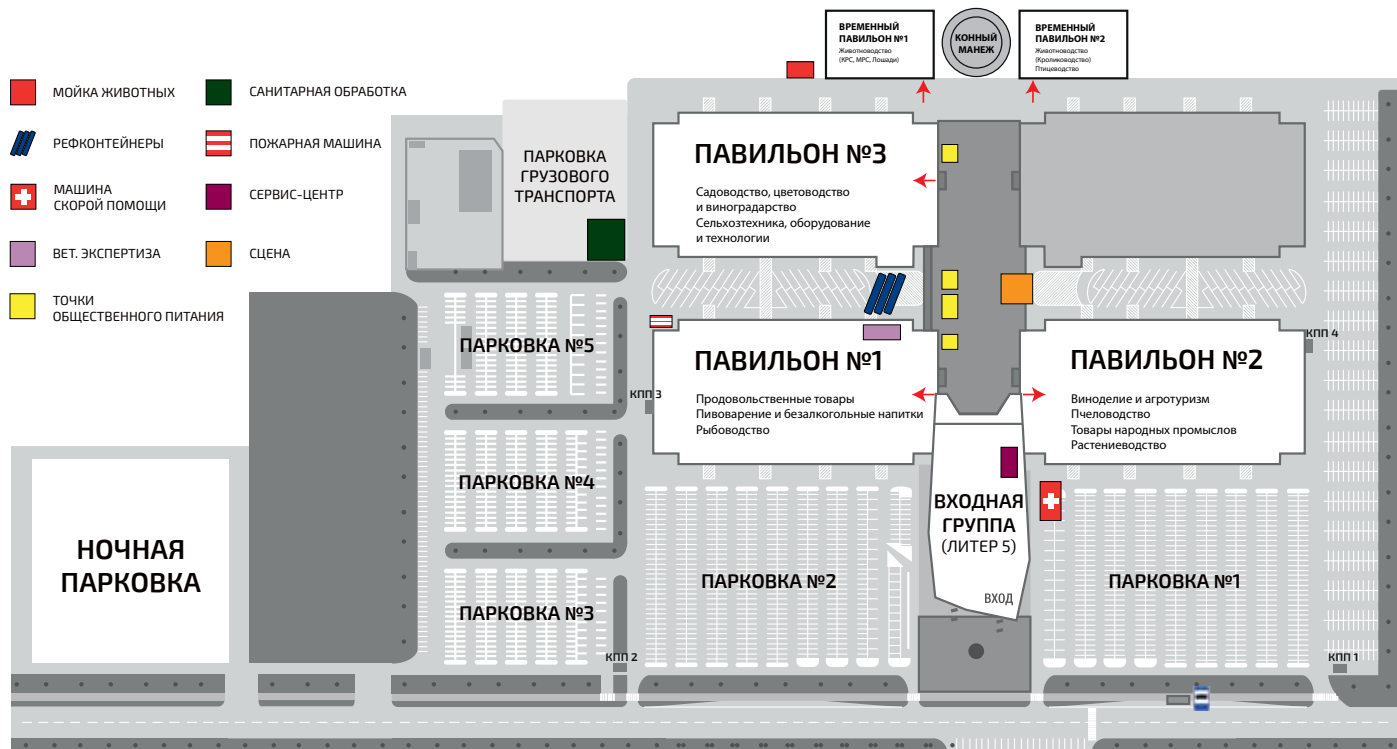 ВРЕМЕННЫЙ
ПАВИЛЬОН №1
Животноводство
(КРС, МРС, Лошади)
КОННЫЙ
МАНЕЖ
ВРЕМЕННЫЙ
ПАВИЛЬОН №2
Животноводство
(Кролиководство)
Птицеводство
МОЙКА ЖИВОТНЫХ
САНИТАРНАЯ ОБРАБОТКА
РЕФКОНТЕЙНЕРЫ
ПОЖАРНАЯ МАШИНА
МАШИНА
СКОРОЙ ПОМОЩИ
СЕРВИС-ЦЕНТР
ВЕТ. ЭКСПЕРТИЗА
СЦЕНА
ТОЧКИ
ОБЩЕСТВЕННОГО ПИТАНИЯ
ПАРКОВКА
ГРУЗОВОГО
ТРАНСПОРТА
ПАВИЛЬОН №3
Садоводство, цветоводство
и виноградарство
Сельхозтехника, оборудование
и технологии
ПАРКОВКА №5
КПП 3
ПАВИЛЬОН №1
Продовольственные товары
Пивоварение и безалкогольные напитки
Рыбоводство
ПАВИЛЬОН №2
Виноделие и агротуризм
Пчеловодство
Товары народных промыслов
Растениеводство
КПП 4
ПАРКОВКА №4
ВХОДНАЯ
ГРУППА
(ЛИТЕР 5)
ВХОД
НОЧНАЯ
ПАРКОВКА
ПАРКОВКА №3
ПАРКОВКА №2
ПАРКОВКА №1
КПП 2
КПП 1